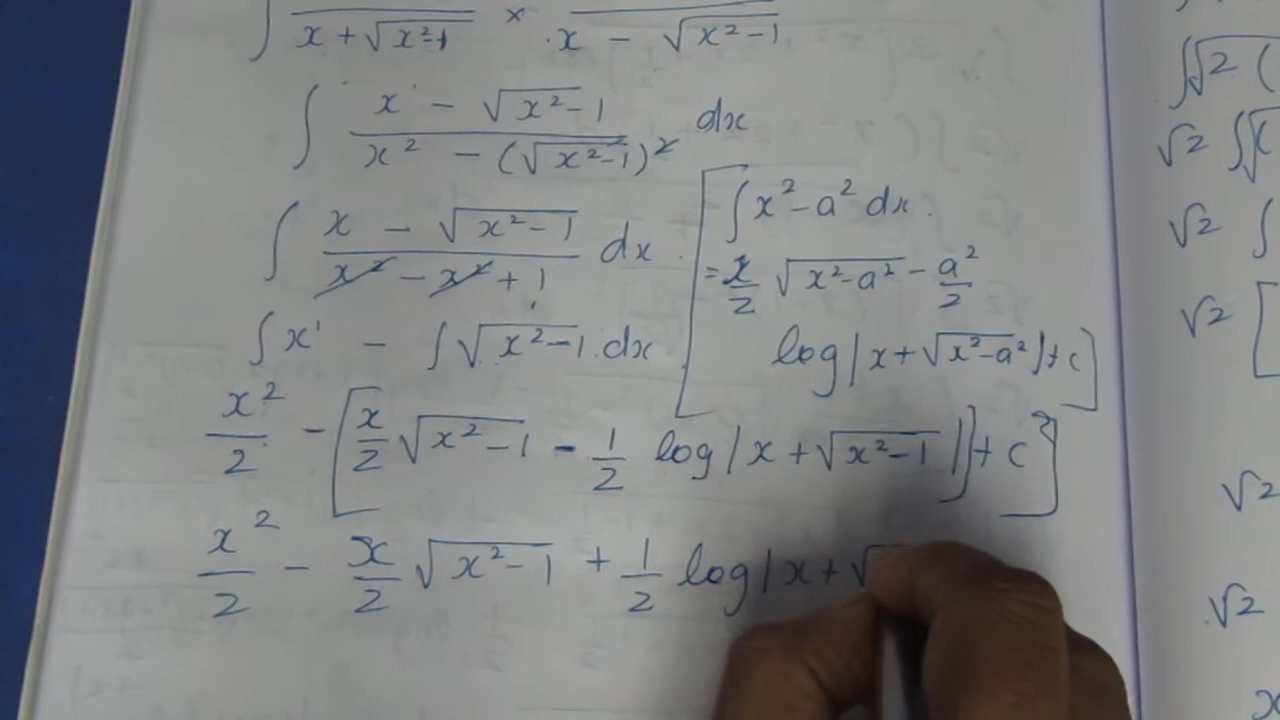 ∫ x + √x²-1 × x - √x²-1
∫ x - √x²-1 / x² - (√x²-1)² dx
∫ x - √x²-1 / x² - x² + 1 dx
[∫ x² - a² dx
= x/2 √x²-a² - a²/2
log|x + √x²-a²| + c]
∫ x¹ - ∫ √x²-1 . dx
x²/2 - [x/2 √x²-1 - 1/2 log|x + √x²-1|] + c]
x²/2 - x/2 √x²-1 + 1/2 log|x + √
∫√2 (
√2 ∫√(
√2 ∫
√2 [
√2
√2
x